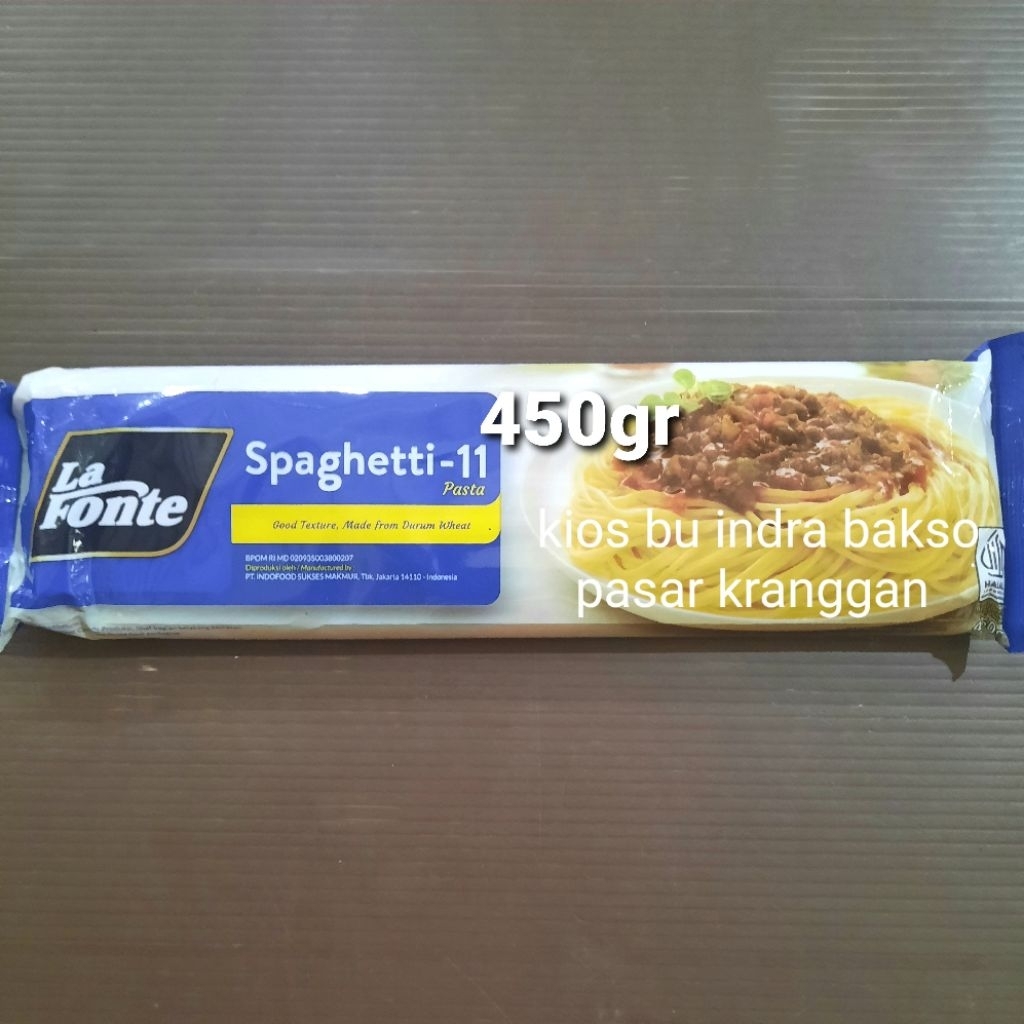 450gr
La
Fonte
Spaghetti-11
Pasta
Good Texture, Made from Durum Wheat
BPOM RI MD 020935003800207
Diproduksi oleh / Manufactured by :
PT. INDOFOOD SUKSES MAKMUR, Tbk, Jakarta 14110 - Indonesia
kios bu indra bakso
pasar kranggan